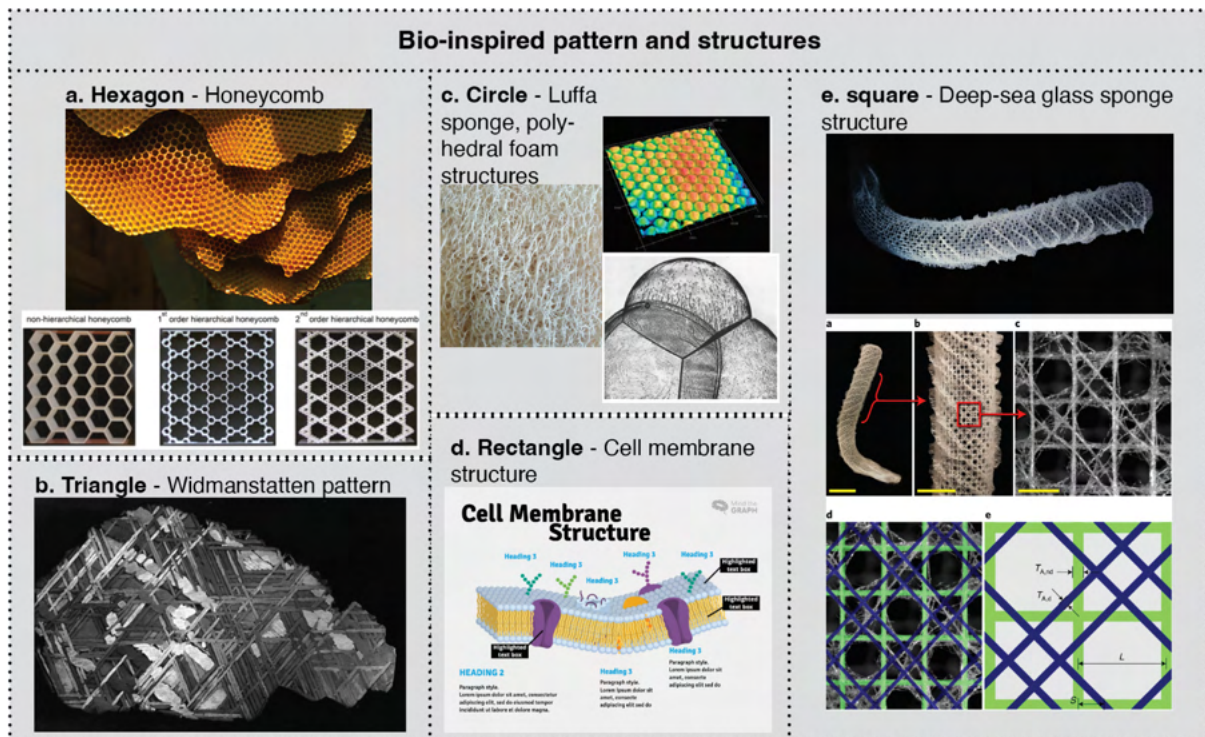 Bio-inspired pattern and structures
a. Hexagon - Honeycomb
non-hierarchical honeycomb
1st order hierarchical honeycomb
2nd order hierarchical honeycomb
b. Triangle - Widmanstatten pattern
c. Circle - Luffa
sponge, poly-
hedral foam
structures
d. Rectangle - Cell membrane
structure
Cell Membrane
Structure
GRAPH
Heading 3
Heading 3
Heading 3
Heading 3
Heading 3
Highlighted
text box
Highlighted
text box
Highlighted
text box
HEADING 2
Paragraph style.
Lorem ipsum dolor sit amet, consectetur
adipiscing elit, sed do eiusmod tempor
incididunt ut labore et dolore magna.
Heading 3
Paragraph style.
Lorem ipsum dolor sit
amet, consecte
adipiscing elit sed do
Heading 3
Paragraph style.
Lorem ipsum dolor sit
amet, consecte
adipiscing elit sed do
e. square - Deep-sea glass sponge
structure
a
b
c
d
e
TA,nd
TA,d
L
S